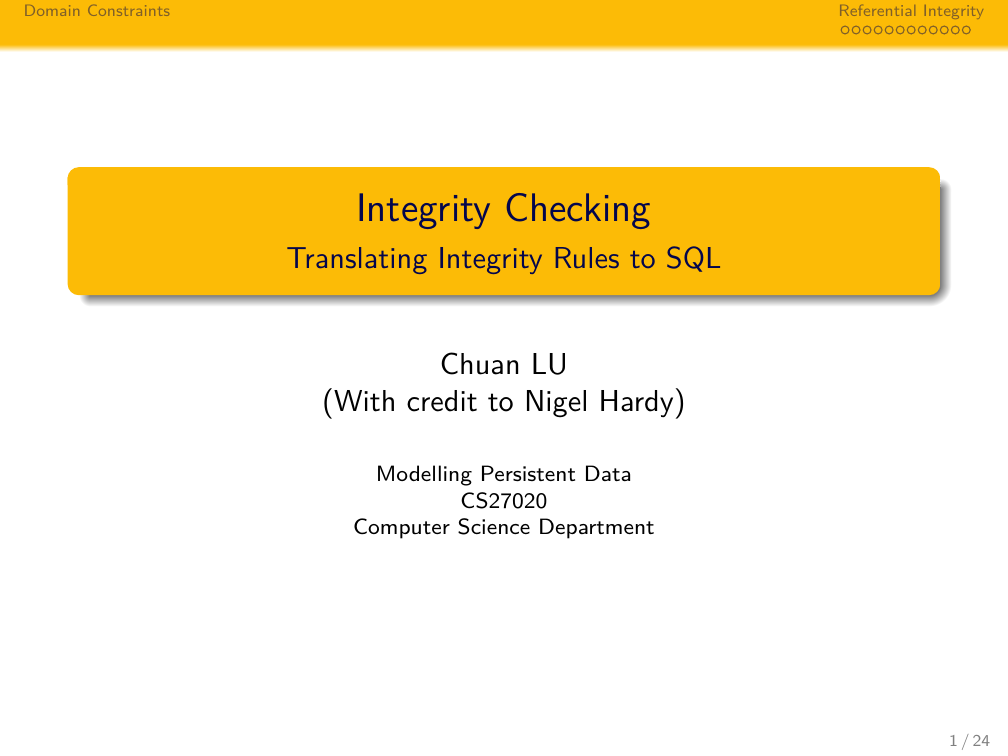 Domain Constraints
Referential Integrity
Integrity Checking
Translating Integrity Rules to SQL
Chuan LU
(With credit to Nigel Hardy)
Modelling Persistent Data
CS27020
Computer Science Department
1 / 24